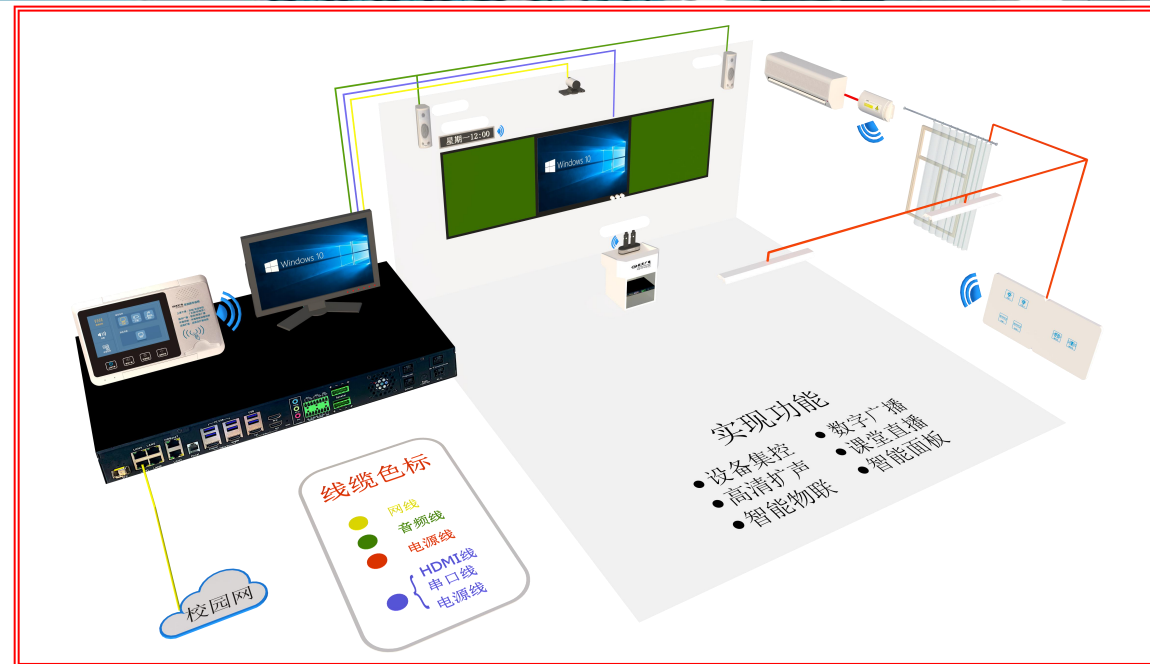 星期一12:00
Windows 10
Windows 10
实现功能
●设备集控
●数字广播
●高清扩声
●课堂直播
●智能物联
●智能面板
线缆色标
网线
音频线
电源线
HDMI线
串口线
电源线
校园网